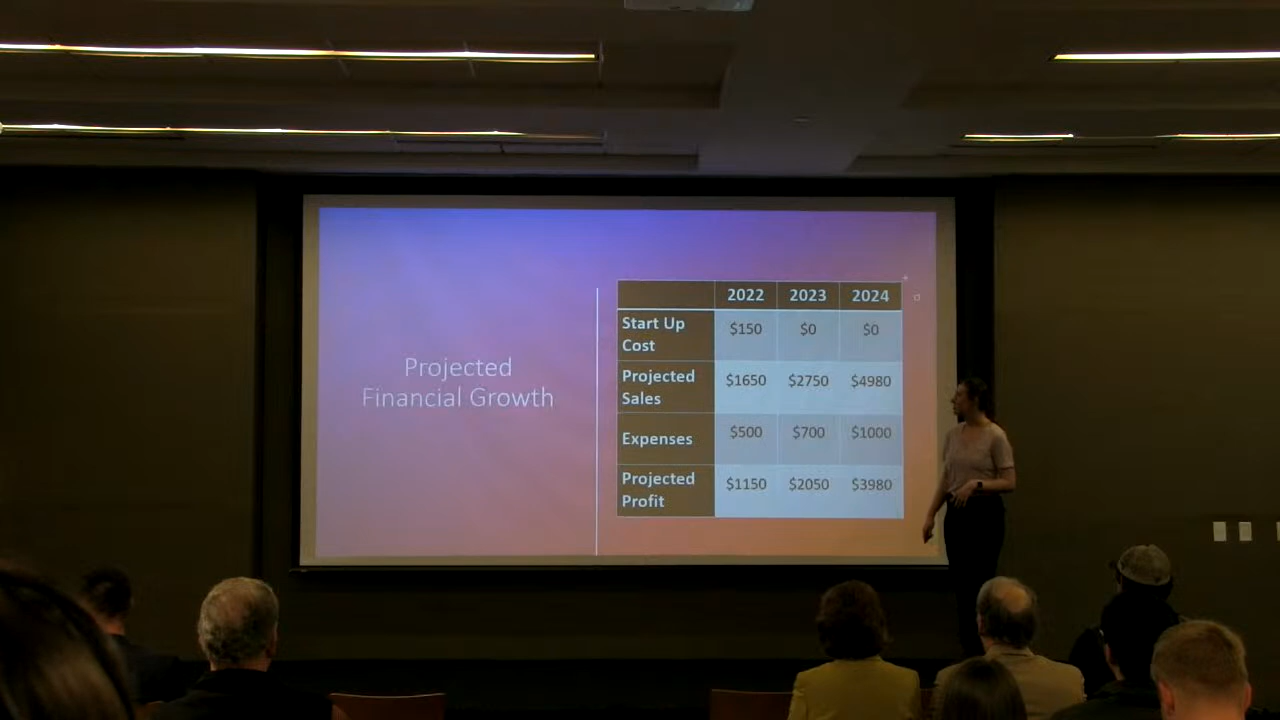 Projected
Financial Growth
2022 2023 2024
Start Up
Cost
$150 $0 $0
Projected
Sales
$1650 $2750 $4980
Expenses
$500 $700 $1000
Projected
Profit
$1150 $2050 $3980